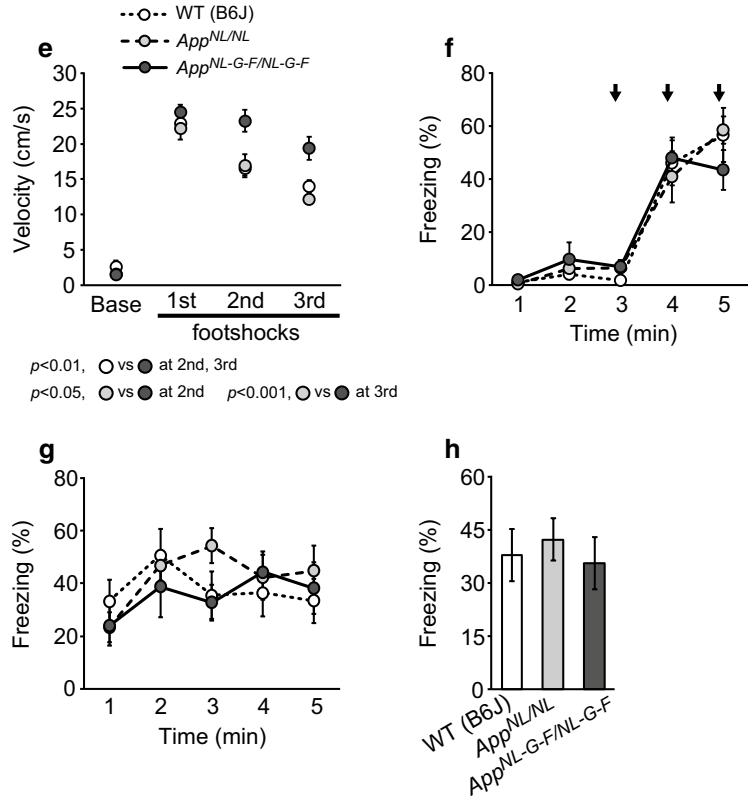 WT (B6J)
App^NL/NL
App^NL-G-F/NL-G-F
e
30
25
20
15
10
5
0
Velocity (cm/s)
Base 1st 2nd 3rd
footshocks
p<0.01, vs at 2nd, 3rd
p<0.05, vs at 2nd p<0.001, vs at 3rd
f
80
60
40
20
0
Freezing (%)
1 2 3 4 5
Time (min)
g
80
60
40
20
0
Freezing (%)
1 2 3 4 5
Time (min)
h
60
45
30
15
0
Freezing (%)
WT (B6J)
App^NL/NL
App^NL-G-F/NL-G-F